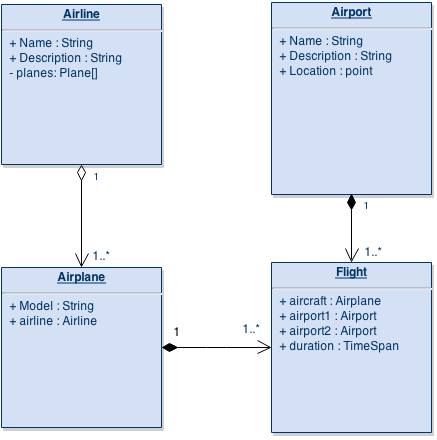 Airline
+ Name : String
+ Description : String
- planes: Plane[]
1
1..*
Airport
+ Name : String
+ Description : String
+ Location : point
1
1..*
Airplane
+ Model : String
+ airline : Airline
1
1..*
Flight
+ aircraft : Airplane
+ airport1 : Airport
+ airport2 : Airport
+ duration : TimeSpan